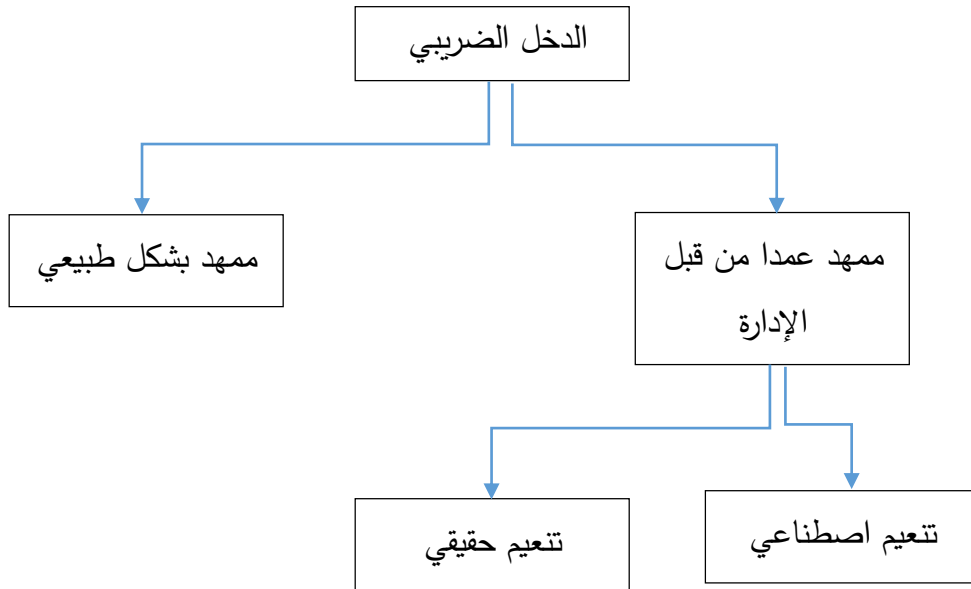 الدخل الضريبي
ممهد عمدا من قبل
الإدارة
ممهد بشكل طبيعي
تنعيم اصطناعي
تنعيم حقيقي